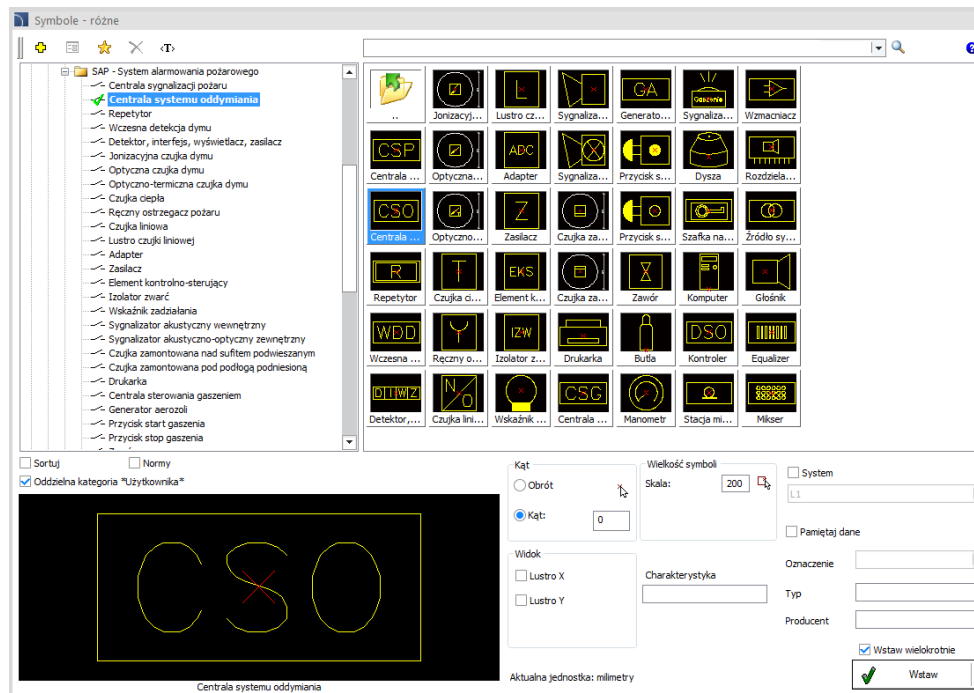 Symbole - różne
‹T›
SAP - System alarmowania pożarowego
Centrala sygnalizacji pożaru
Centrala systemu oddymiania
Repetytor
Wczesna detekcja dymu
Detektor, interfejs, wyświetlacz, zasilacz
Jonizacyjna czujka dymu
Optyczna czujka dymu
Optyczno-termiczna czujka dymu
Czujka ciepła
Ręczny ostrzegacz pożaru
Czujka liniowa
Lustro czujki liniowej
Adapter
Zasilacz
Element kontrolno-sterujący
Izolator zwarć
Wskaźnik zadziałania
Sygnalizator akustyczny wewnętrzny
Sygnalizator akustyczno-optyczny zewnętrzny
Czujka zamontowana nad sufitem podwieszanym
Czujka zamontowana pod podłogą podniesioną
Drukarka
Centrala sterowania gaszeniem
Generator aerozoli
Przycisk start gaszenia
Przycisk stop gaszenia
L GA Gaszenie
.. Jonizacyj... Lustro cz... Sygnaliza... Generato... Sygnaliza... Wzmacniacz
CSP ADC
Centrala ... Optyczna... Adapter Sygnaliza... Przycisk s... Dysza Rozdziela...
CSO Z
Centrala ... Optyczno... Zasilacz Czujka za... Przycisk s... Szafka na... Źródło sy...
R T EKS
Repetytor Czujka ci... Element k... Czujka za... Zawór Komputer Głośnik
WDD Y IZW DSO
Wczesna ... Ręczny o... Izolator z... Drukarka Butla Kontroler Equalizer
D I W Z N/O CSG
Detektor,... Czujka lini... Wskaźnik ... Centrala ... Manometr Stacja mi... Mikser
Sortuj Normy
Oddzielna kategoria *Użytkownika*
CSO
Centrala systemu oddymiania
Kąt
Obrót
Kąt: 0
Widok
Lustro X
Lustro Y
Wielkość symboli
Skala: 200
Charakterystyka
Aktualna jednostka: milimetry
System
L1
Pamiętaj dane
Oznaczenie
Typ
Producent
Wstaw wielokrotnie
Wstaw